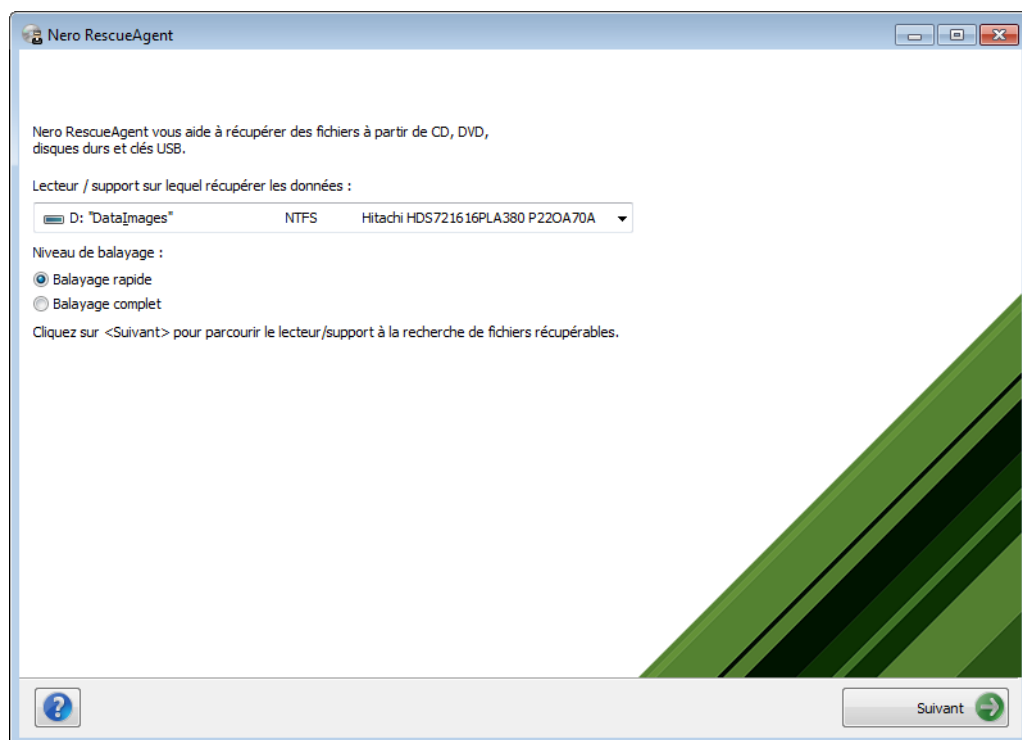 Nero RescueAgent
Nero RescueAgent vous aide à récupérer des fichiers à partir de CD, DVD,
disques durs et clés USB.
Lecteur / support sur lequel récupérer les données :
D: "DataImages" NTFS Hitachi HDS721616PLA380 P22OA70A
Niveau de balayage :
Balayage rapide
Balayage complet
Cliquez sur <Suivant> pour parcourir le lecteur/support à la recherche de fichiers récupérables.
?
Suivant